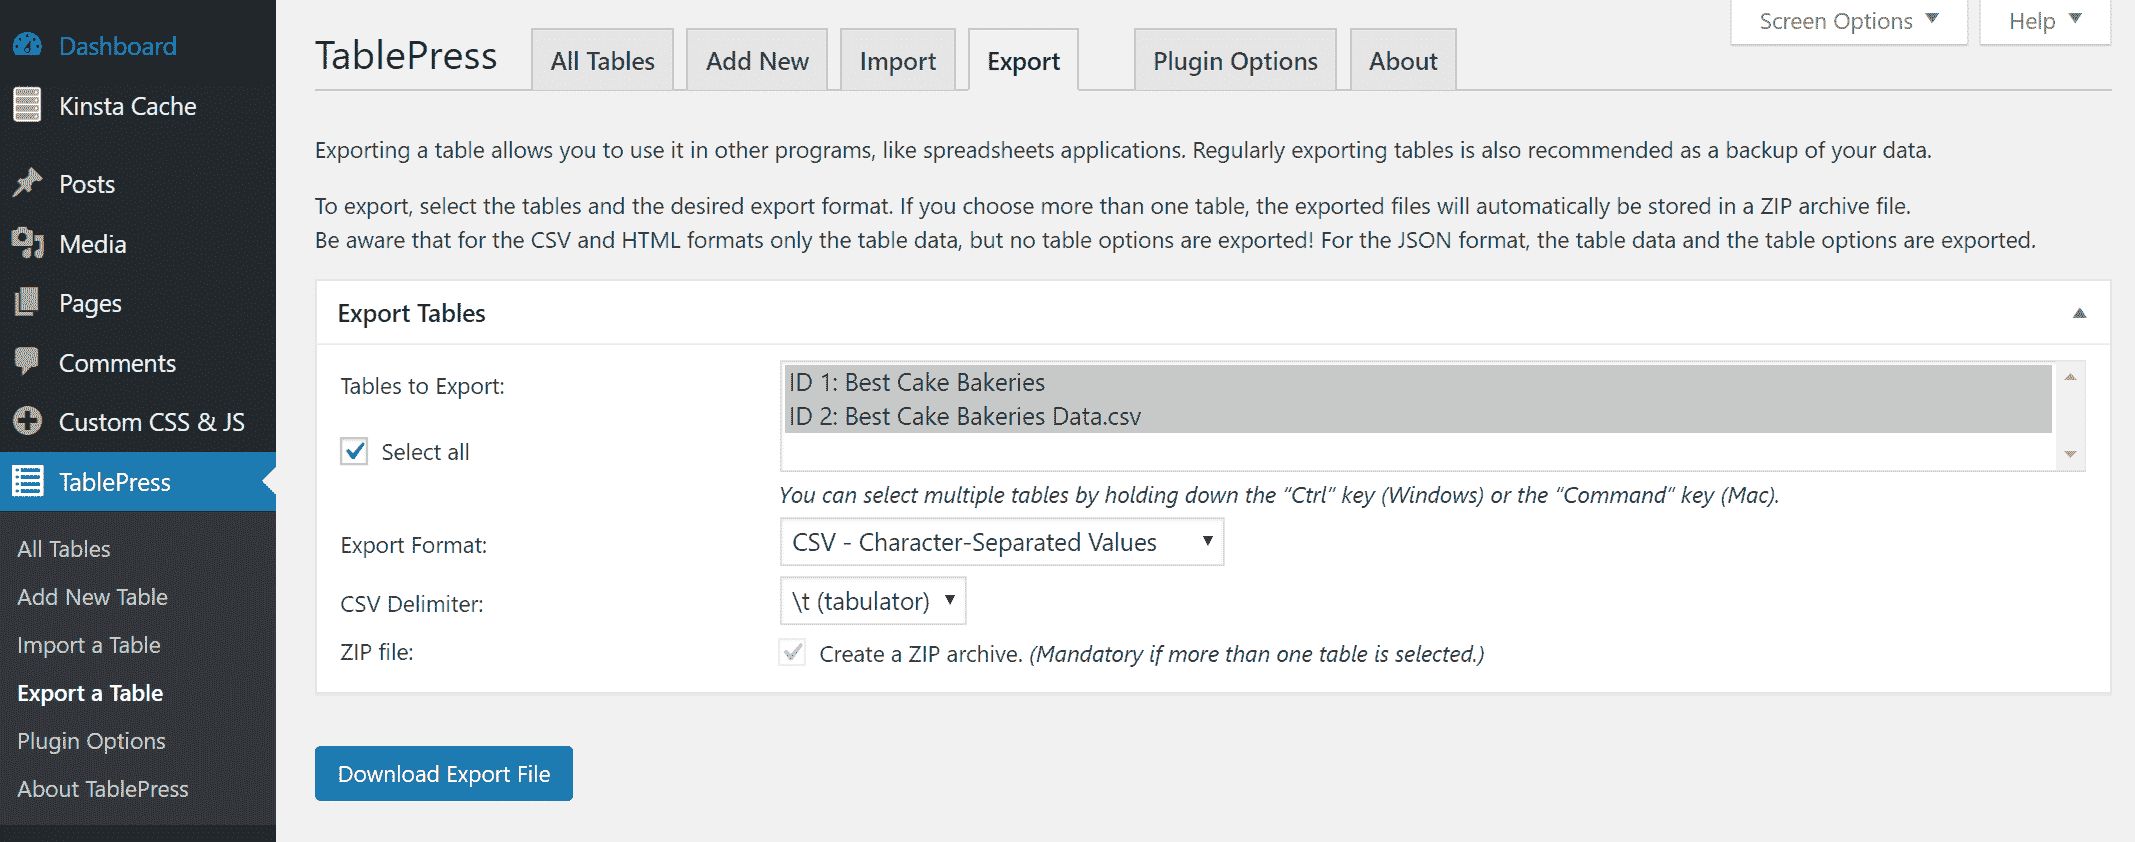 Dashboard
Kinsta Cache
Posts
Media
Pages
Comments
Custom CSS & JS
TablePress
All Tables
Add New Table
Import a Table
Export a Table
Plugin Options
About TablePress
Screen Options
Help
TablePress
All Tables
Add New
Import
Export
Plugin Options
About
Exporting a table allows you to use it in other programs, like spreadsheets applications. Regularly exporting tables is also recommended as a backup of your data.
To export, select the tables and the desired export format. If you choose more than one table, the exported files will automatically be stored in a ZIP archive file.
Be aware that for the CSV and HTML formats only the table data, but no table options are exported! For the JSON format, the table data and the table options are exported.
Export Tables
Tables to Export:
Select all
ID 1: Best Cake Bakeries
ID 2: Best Cake Bakeries Data.csv
You can select multiple tables by holding down the “Ctrl” key (Windows) or the “Command” key (Mac).
Export Format:
CSV - Character-Separated Values
CSV Delimiter:
\t (tabulator)
ZIP file:
Create a ZIP archive. (Mandatory if more than one table is selected.)
Download Export File